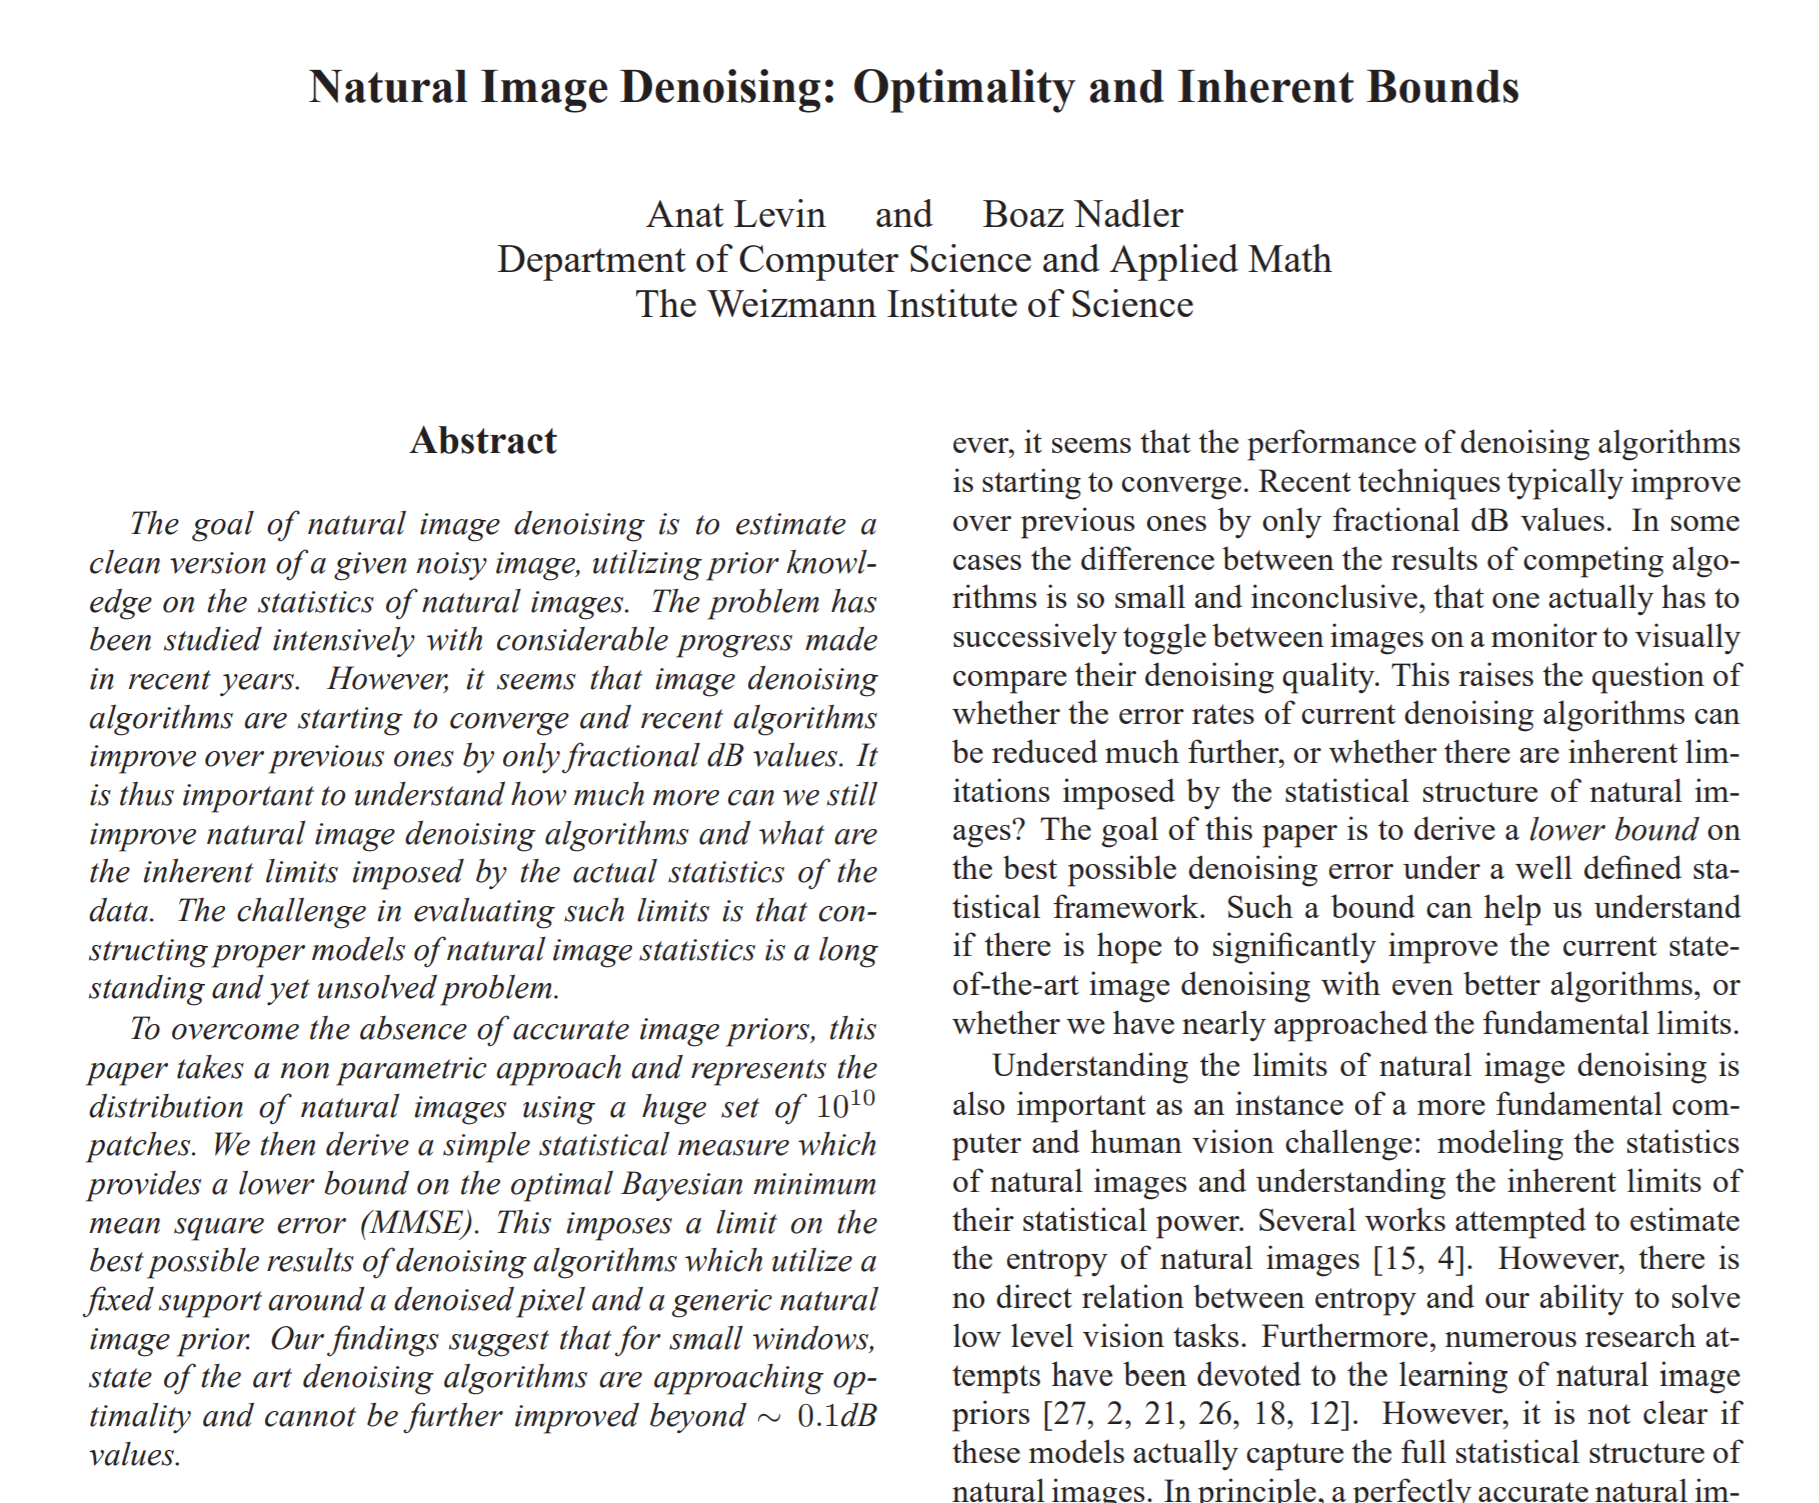 Natural Image Denoising: Optimality and Inherent Bounds
Anat Levin and Boaz Nadler
Department of Computer Science and Applied Math
The Weizmann Institute of Science
Abstract
The goal of natural image denoising is to estimate a
clean version of a given noisy image, utilizing prior knowl-
edge on the statistics of natural images. The problem has
been studied intensively with considerable progress made
in recent years. However, it seems that image denoising
algorithms are starting to converge and recent algorithms
improve over previous ones by only fractional dB values. It
is thus important to understand how much more can we still
improve natural image denoising algorithms and what are
the inherent limits imposed by the actual statistics of the
data. The challenge in evaluating such limits is that con-
structing proper models of natural image statistics is a long
standing and yet unsolved problem.
To overcome the absence of accurate image priors, this
paper takes a non parametric approach and represents the
distribution of natural images using a huge set of 10^10
patches. We then derive a simple statistical measure which
provides a lower bound on the optimal Bayesian minimum
mean square error (MMSE). This imposes a limit on the
best possible results of denoising algorithms which utilize a
fixed support around a denoised pixel and a generic natural
image prior. Our findings suggest that for small windows,
state of the art denoising algorithms are approaching op-
timality and cannot be further improved beyond ∼ 0.1dB
values.
ever, it seems that the performance of denoising algorithms
is starting to converge. Recent techniques typically improve
over previous ones by only fractional dB values. In some
cases the difference between the results of competing algo-
rithms is so small and inconclusive, that one actually has to
successively toggle between images on a monitor to visually
compare their denoising quality. This raises the question of
whether the error rates of current denoising algorithms can
be reduced much further, or whether there are inherent lim-
itations imposed by the statistical structure of natural im-
ages? The goal of this paper is to derive a lower bound on
the best possible denoising error under a well defined sta-
tistical framework. Such a bound can help us understand
if there is hope to significantly improve the current state-
of-the-art image denoising with even better algorithms, or
whether we have nearly approached the fundamental limits.
Understanding the limits of natural image denoising is
also important as an instance of a more fundamental com-
puter and human vision challenge: modeling the statistics
of natural images and understanding the inherent limits of
their statistical power. Several works attempted to estimate
the entropy of natural images [15, 4]. However, there is
no direct relation between entropy and our ability to solve
low level vision tasks. Furthermore, numerous research at-
tempts have been devoted to the learning of natural image
priors [27, 2, 21, 26, 18, 12]. However, it is not clear if
these models actually capture the full statistical structure of
natural images. In principle, a perfectly accurate natural im-